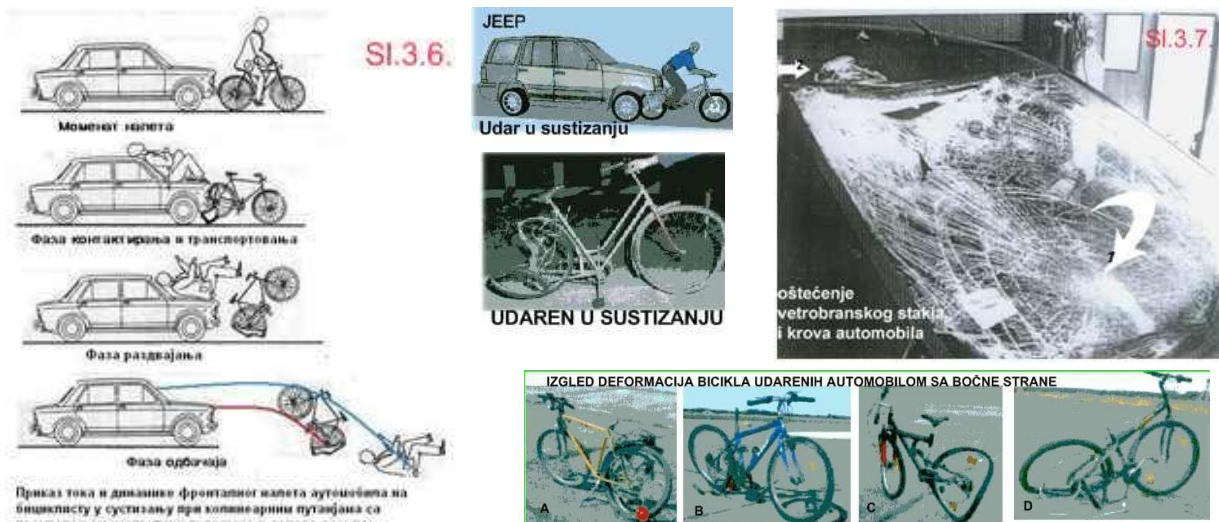 Sl.3.6.
Моменат налета
Фаза контактирања и транспортовања
Фаза раздвајања
Фаза одбачаја
Приказ тока и динамике фронталног налета аутомобила на
бициклисту у сустизању при колинеарним путањама са
JEEP
Udar u sustizanju
UDAREN U SUSTIZANJU
Sl.3.7.
2
1
oštećenje
vetrobranskog stakla
i krova automobila
IZGLED DEFORMACIJA BICIKLA UDARENIH AUTOMOBILOM SA BOČNE STRANE
A
B
C
D